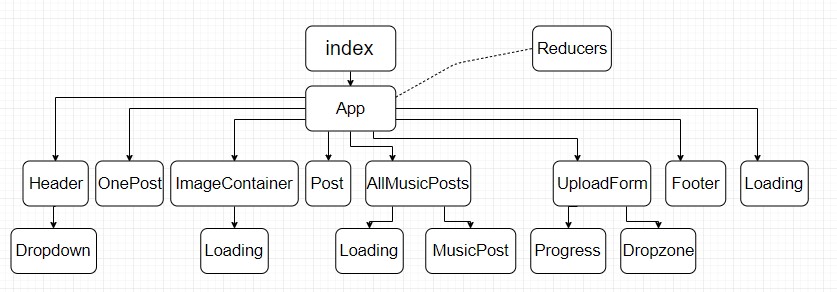 index
Reducers
App
Header
OnePost
ImageContainer
Post
AllMusicPosts
UploadForm
Footer
Loading
Dropdown
Loading
Loading
MusicPost
Progress
Dropzone